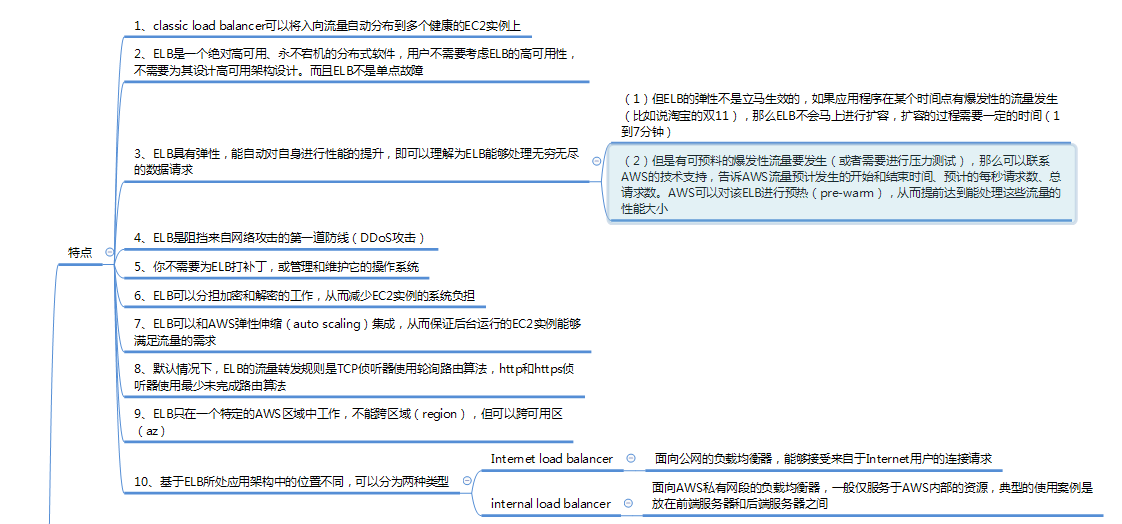 特点
1、classic load balancer可以将入向流量自动分布到多个健康的EC2实例上
2、ELB是一个绝对高可用、永不宕机的分布式软件，用户不需要考虑ELB的高可用性，
不需要为其设计高可用架构设计。而且ELB不是单点故障
3、ELB具有弹性，能自动对自身进行性能的提升，即可以理解为ELB能够处理无穷无尽
的数据请求
（1）但ELB的弹性不是立马生效的，如果应用程序在某个时间点有爆发性的流量发生
（比如说淘宝的双11），那么ELB不会马上进行扩容，扩容的过程需要一定的时间（1
到7分钟）
（2）但是有可预料的爆发性流量要发生（或者需要进行压力测试），那么可以联系
AWS的技术支持，告诉AWS流量预计发生的开始和结束时间、预计的每秒请求数、总
请求数。AWS可以对该ELB进行预热（pre-warm），从而提前达到能处理这些流量的
性能大小
4、ELB是阻挡来自网络攻击的第一道防线（DDoS攻击）
5、你不需要为ELB打补丁，或管理和维护它的操作系统
6、ELB可以分担加密和解密的工作，从而减少EC2实例的系统负担
7、ELB可以和AWS弹性伸缩（auto scaling）集成，从而保证后台运行的EC2实例能够
满足流量的需求
8、默认情况下，ELB的流量转发规则是TCP侦听器使用轮询路由算法，http和https侦
听器使用最少未完成路由算法
9、ELB只在一个特定的AWS区域中工作，不能跨区域（region），但可以跨可用区
（az）
10、基于ELB所处应用架构中的位置不同，可以分为两种类型
Internet load balancer
面向公网的负载均衡器，能够接受来自于Internet用户的连接请求
internal load balancer
面向AWS私有网段的负载均衡器，一般仅服务于AWS内部的资源，典型的使用案例是
放在前端服务器和后端服务器之间